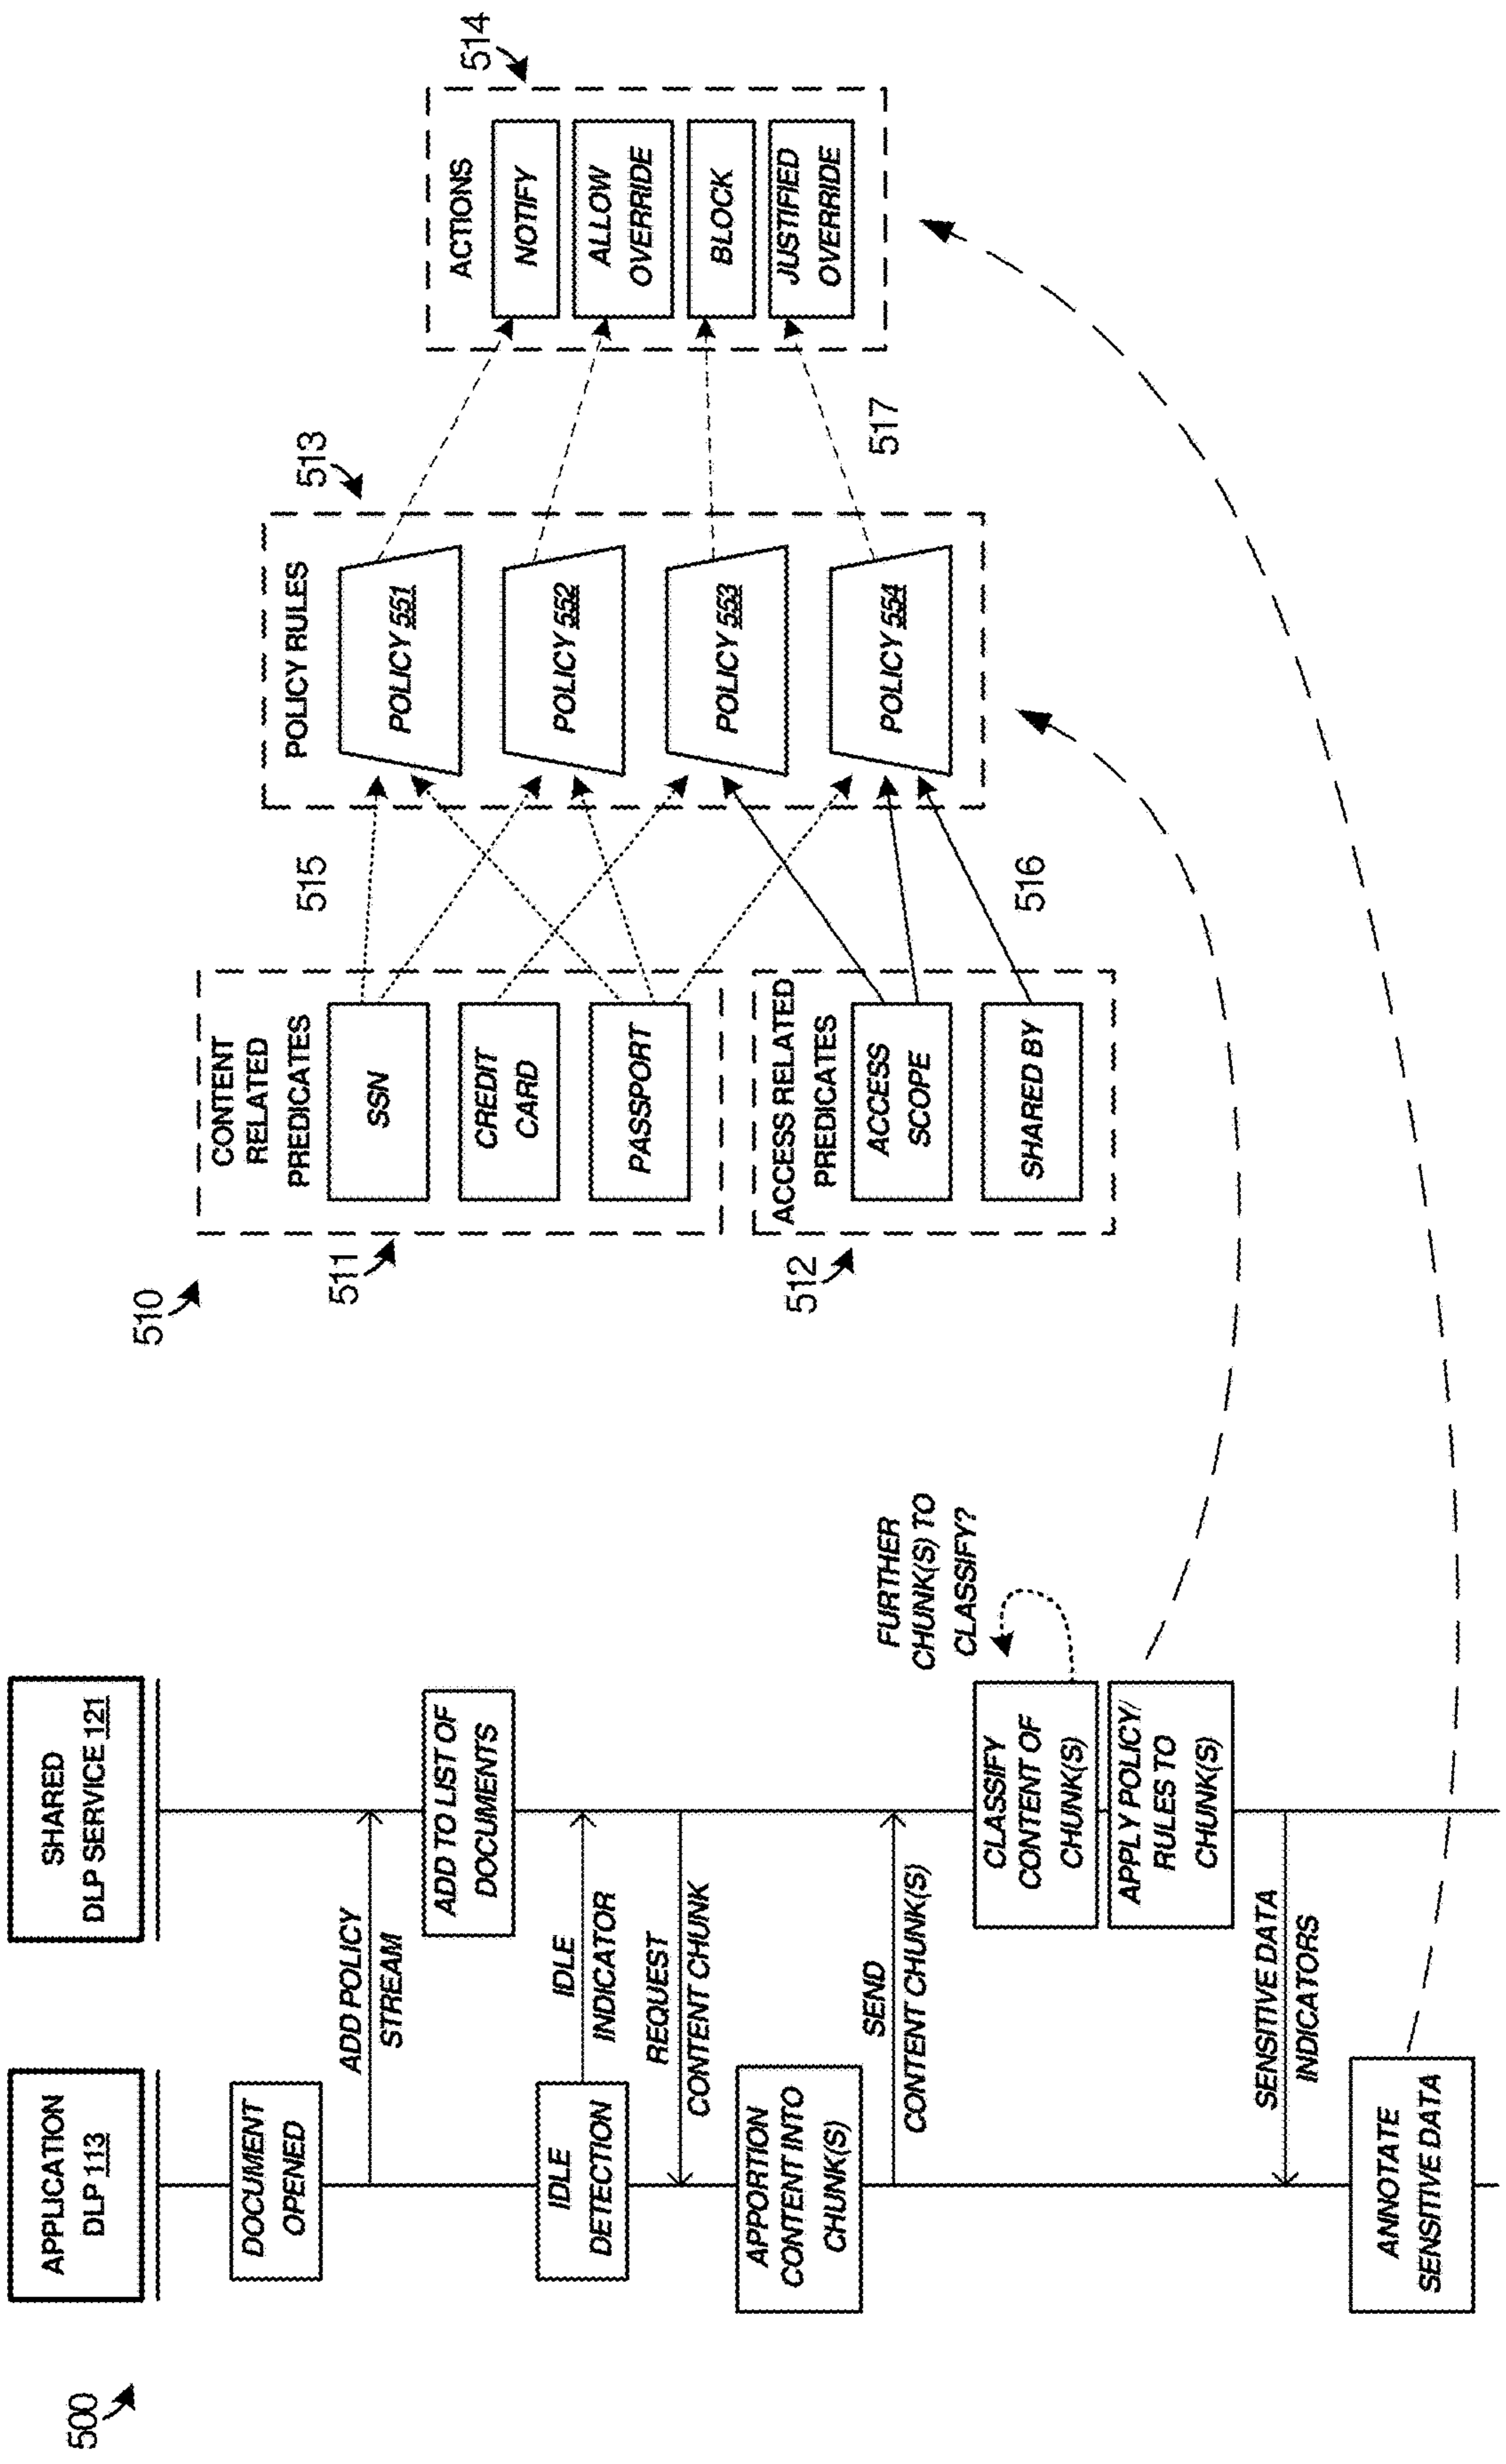 500
APPLICATION
DLP 113
SHARED
DLP SERVICE 121
DOCUMENT
OPENED
ADD POLICY
STREAM
ADD TO LIST OF
DOCUMENTS
IDLE
DETECTION
IDLE
INDICATOR
REQUEST
CONTENT CHUNK
APPORTION
CONTENT INTO
CHUNK(S)
SEND
CONTENT CHUNK(S)
FURTHER
CHUNK(S) TO
CLASSIFY?
CLASSIFY
CONTENT OF
CHUNK(S)
APPLY POLICY/
RULES TO
CHUNK(S)
SENSITIVE DATA
INDICATORS
ANNOTATE
SENSITIVE DATA
510
511
CONTENT
RELATED
PREDICATES
SSN
CREDIT
CARD
PASSPORT
512
ACCESS RELATED
PREDICATES
ACCESS
SCOPE
SHARED BY
515
516
513
POLICY RULES
POLICY 551
POLICY 552
POLICY 553
POLICY 554
517
514
ACTIONS
NOTIFY
ALLOW
OVERRIDE
BLOCK
JUSTIFIED
OVERRIDE